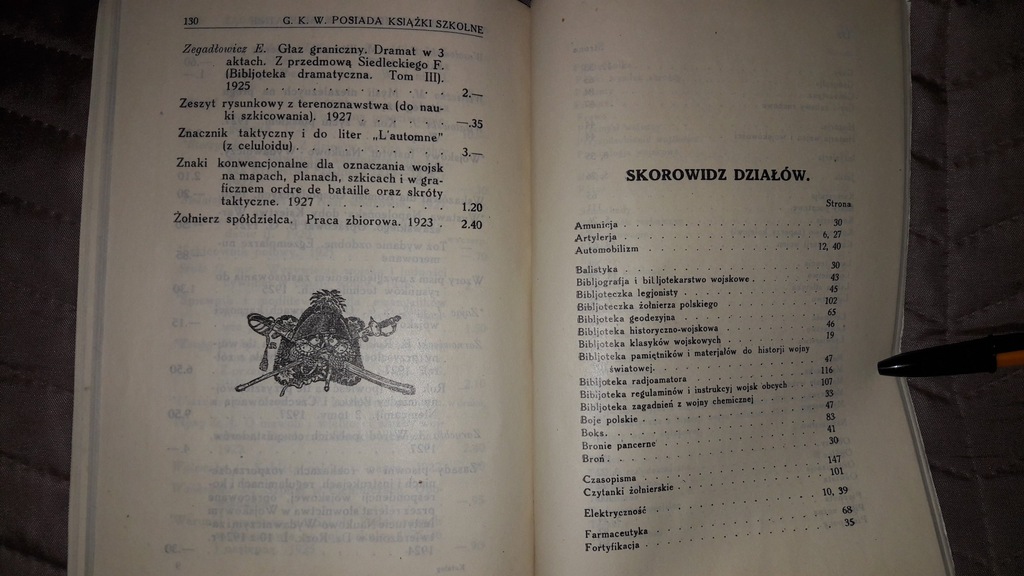 130 G. K. W. POSIADA KSIĄŻKI SZKOLNE
Zegadłowicz E. Głaz graniczny. Dramat w 3
aktach. Z przedmową Siedleckiego F.
(Bibljoteka dramatyczna. Tom III).
1925 . . . . . . . . . . 2.—
Zeszyt rysunkowy z terenoznawstwa (do nau-
ki szkicowania). 1927 . . . . . . —.35
Znacznik taktyczny i do liter „L'automne"
(z celuloidu) . . . . . . . . . 3.—
Znaki konwencjonalne dla oznaczania wojsk
na mapach, planach, szkicach i w gra-
ficznem ordre de bataille oraz skróty
taktyczne. 1927 . . . . . . . . 1.20
Żołnierz spółdzielca. Praca zbiorowa. 1923 . 2.40
SKOROWIDZ DZIAŁÓW.
Strona
Amunicja . . . . . . . . . . 30
Artylerja . . . . . . . . . . 6, 27
Automobilizm . . . . . . . . . . 12, 40
Balistyka . . . . . . . . . . 30
Bibljografja i bibljotekarstwo wojskowe . . . . . 43
Bibljoteczka legjonisty . . . . . . . . 45
Bibljoteczka żołnierza polskiego . . . . . . 102
Bibljoteka geodezyjna . . . . . . . . 65
Bibljoteka historyczno-wojskowa . . . . . . 46
Bibljoteka klasyków wojskowych . . . . . . 19
Bibljoteka pamiętników i materjałów do historji wojny
światowej. . . . . . . . . . 47
Bibljoteka radjoamatora . . . . . . . . 116
Bibljoteka regulaminów i instrukcyj wojsk obcych . . . 107
Bibljoteka zagadnień z wojny chemicznej . . . . . 33
Boje polskie . . . . . . . . . . 47
Boks. . . . . . . . . . . 83
Bronie pancerne . . . . . . . . . 41
Broń . . . . . . . . . . . 30
Czasopisma . . . . . . . . . . 147
Czytanki żołnierskie . . . . . . . . . 101
Elektryczność . . . . . . . . . . 10, 39
Farmaceutyka . . . . . . . . . . 68
Fortyfikacja . . . . . . . . . . 35